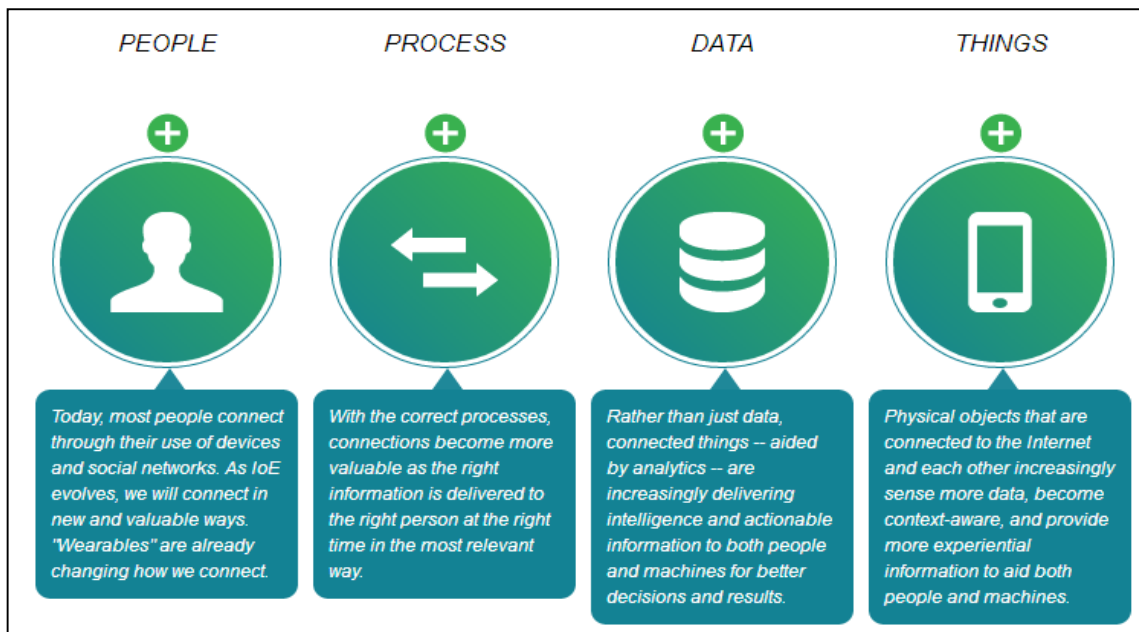 PEOPLE
PROCESS
DATA
THINGS
Today, most people connect
through their use of devices
and social networks. As IoE
evolves, we will connect in
new and valuable ways.
"Wearables" are already
changing how we connect.
With the correct processes,
connections become more
valuable as the right
information is delivered to
the right person at the right
time in the most relevant
way.
Rather than just data,
connected things -- aided
by analytics -- are
increasingly delivering
intelligence and actionable
information to both people
and machines for better
decisions and results.
Physical objects that are
connected to the Internet
and each other increasingly
sense more data, become
context-aware, and provide
more experiential
information to aid both
people and machines.